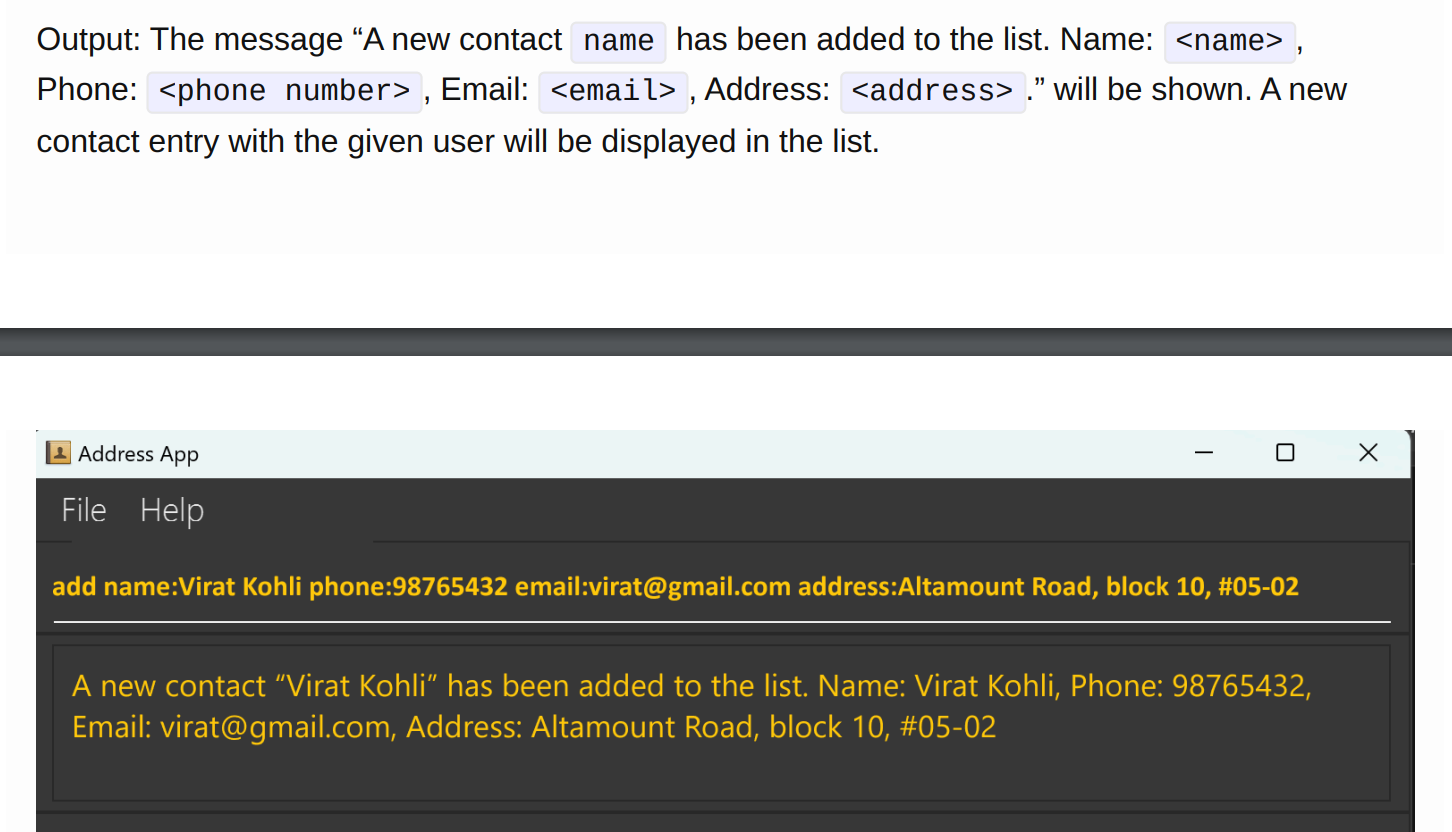 Output: The message “A new contact name has been added to the list. Name: <name>,
Phone: <phone number>, Email: <email>, Address: <address>.” will be shown. A new
contact entry with the given user will be displayed in the list.
Address App
File Help
add name:Virat Kohli phone:98765432 email:virat@gmail.com address:Altamount Road, block 10, #05-02
A new contact “Virat Kohli” has been added to the list. Name: Virat Kohli, Phone: 98765432,
Email: virat@gmail.com, Address: Altamount Road, block 10, #05-02